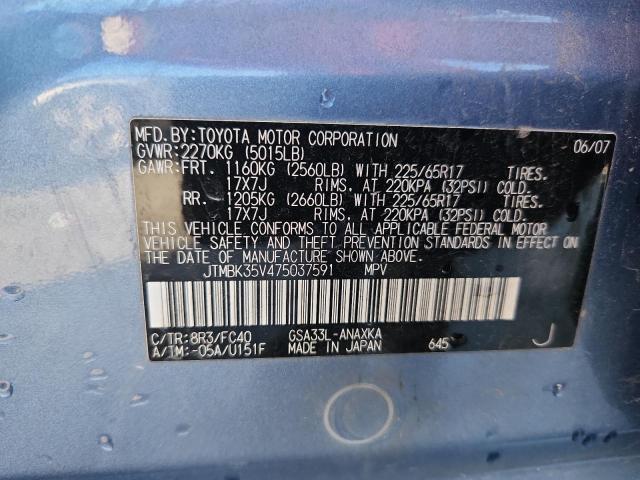 MFD. BY: TOYOTA MOTOR CORPORATION 06/07
GVWR: 2270KG (5015LB)
GAWR: FRT. 1160KG (2560LB) WITH 225/65R17 TIRES,
17X7J RIMS, AT 220KPA (32PSI) COLD.
RR. 1205KG (2660LB) WITH 225/65R17 TIRES,
17X7J RIMS, AT 220KPA (32PSI) COLD.
THIS VEHICLE CONFORMS TO ALL APPLICABLE FEDERAL MOTOR
VEHICLE SAFETY AND THEFT PREVENTION STANDARDS IN EFFECT ON
THE DATE OF MANUFACTURE SHOWN ABOVE.
JTMBK35V475037591 MPV
C/TR: 8R3/FC40 GSA33L-ANAXKA
A/TM: -05A/U151F MADE IN JAPAN 645 J